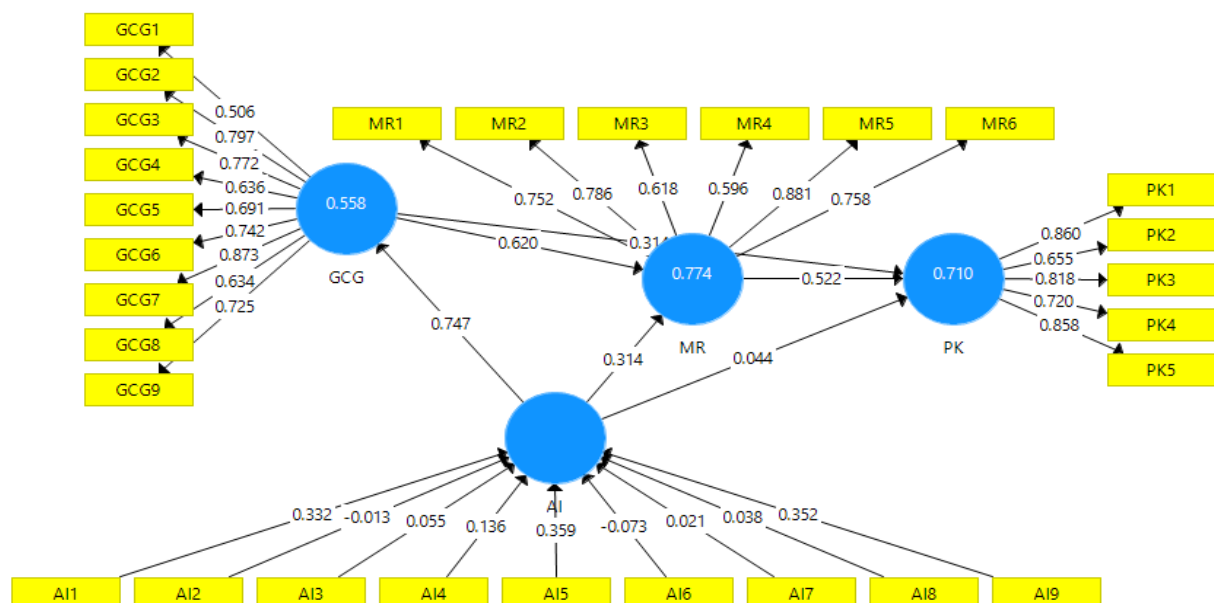 GCG1
GCG2
GCG3
GCG4
GCG5
GCG6
GCG7
GCG8
GCG9
0.506
0.797
0.772
0.636
0.691
0.742
0.873
0.634
0.725
0.558
GCG
MR1
MR2
MR3
MR4
MR5
MR6
0.752
0.786
0.618
0.596
0.881
0.758
0.314
0.620
0.774
MR
0.522
0.710
PK
PK1
PK2
PK3
PK4
PK5
0.860
0.655
0.818
0.720
0.858
0.747
0.314
0.044
AI
0.332
-0.013
0.055
0.136
0.359
-0.073
0.021
0.038
0.352
AI1
AI2
AI3
AI4
AI5
AI6
AI7
AI8
AI9